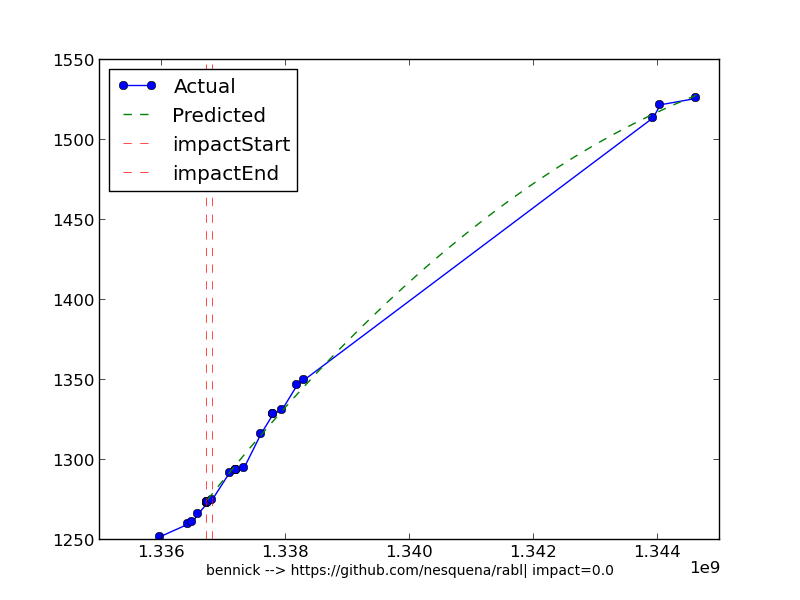 1550
1500
1450
1400
1350
1300
1250
Actual
Predicted
impactStart
impactEnd
1.336 1.338 1.340 1.342 1.344
1e9
bennick --> https://github.com/nesquena/rabl| impact=0.0